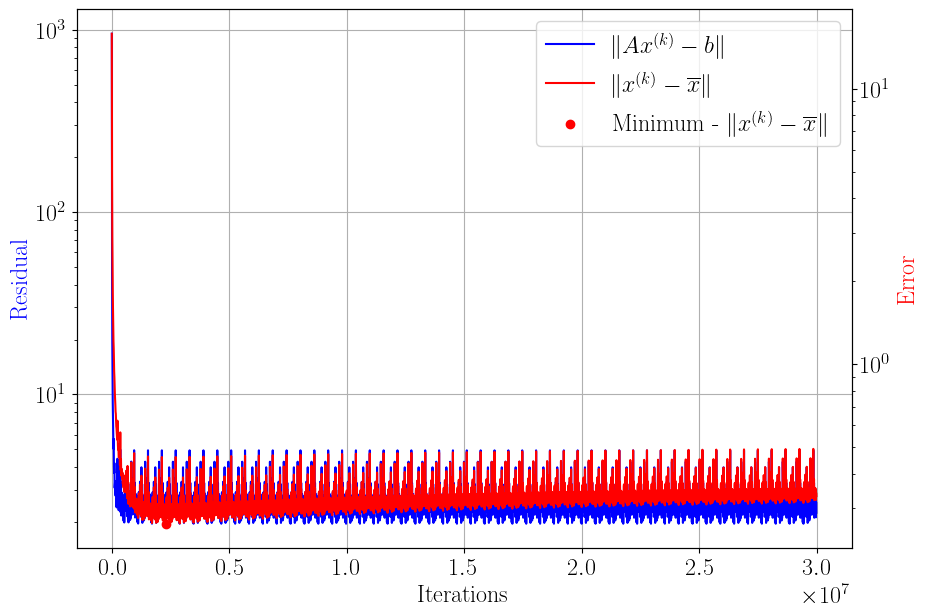 ‖Ax⁽ᵏ⁾ − b‖
‖x⁽ᵏ⁾ − x̅‖
Minimum - ‖x⁽ᵏ⁾ − x̅‖
10³
10²
10¹
Residual
10¹
10⁰
Error
0.0 0.5 1.0 1.5 2.0 2.5 3.0
Iterations
×10⁷